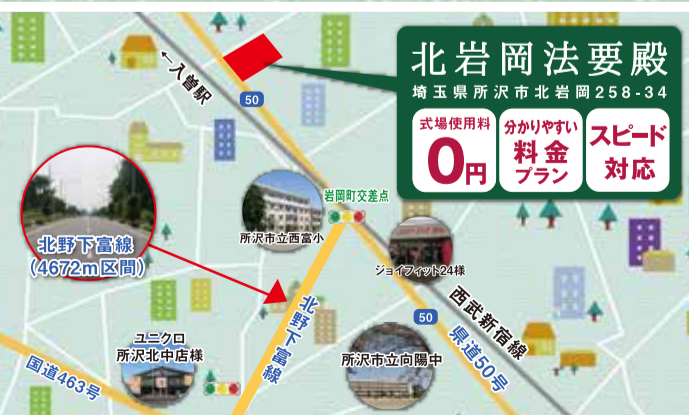 北岩岡法要殿
埼玉県所沢市北岩岡258-34
式場使用料
0円
分かりやすい
料金
プラン
スピード
対応
←入曽駅
50
岩岡町交差点
所沢市立西富小
ジョイフィット24様
北野下富線
(4672m区間)
北野下富線
50
西武新宿線
県道50号
ユニクロ
所沢北中店様
所沢市立向陽中
国道463号